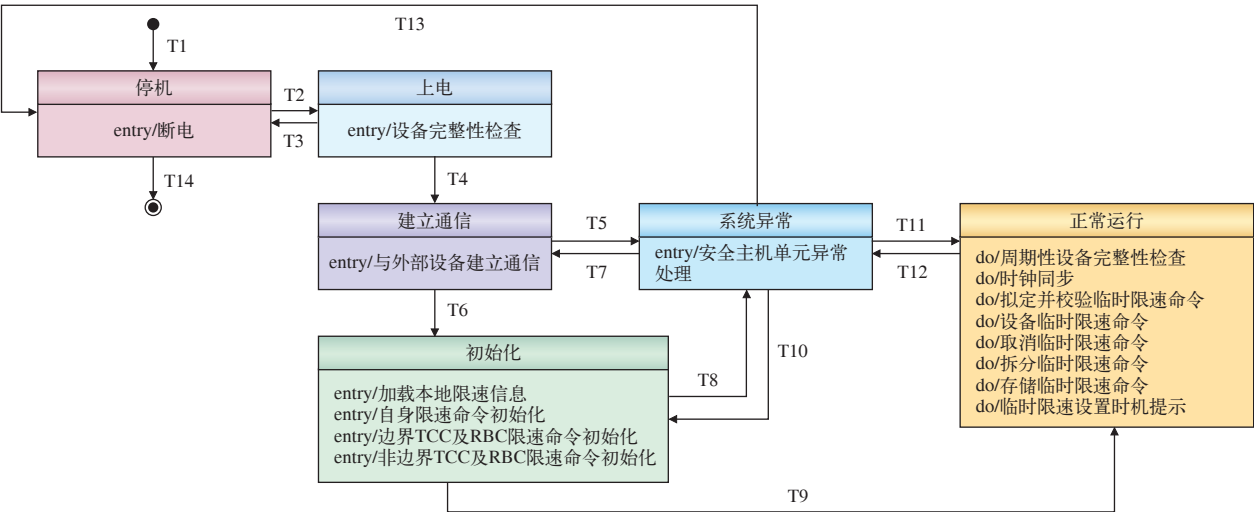 T13
T1
停机
entry/断电
T2
T3
上电
entry/设备完整性检查
T14
T4
建立通信
entry/与外部设备建立通信
T5
T7
系统异常
entry/安全主机单元异常
处理
T11
T12
正常运行
do/周期性设备完整性检查
do/时钟同步
do/拟定并校验临时限速命令
do/设备临时限速命令
do/取消临时限速命令
do/拆分临时限速命令
do/存储临时限速命令
do/临时限速设置时机提示
T6
T10
初始化
entry/加载本地限速信息
entry/自身限速命令初始化
entry/边界TCC及RBC限速命令初始化
entry/非边界TCC及RBC限速命令初始化
T8
T9